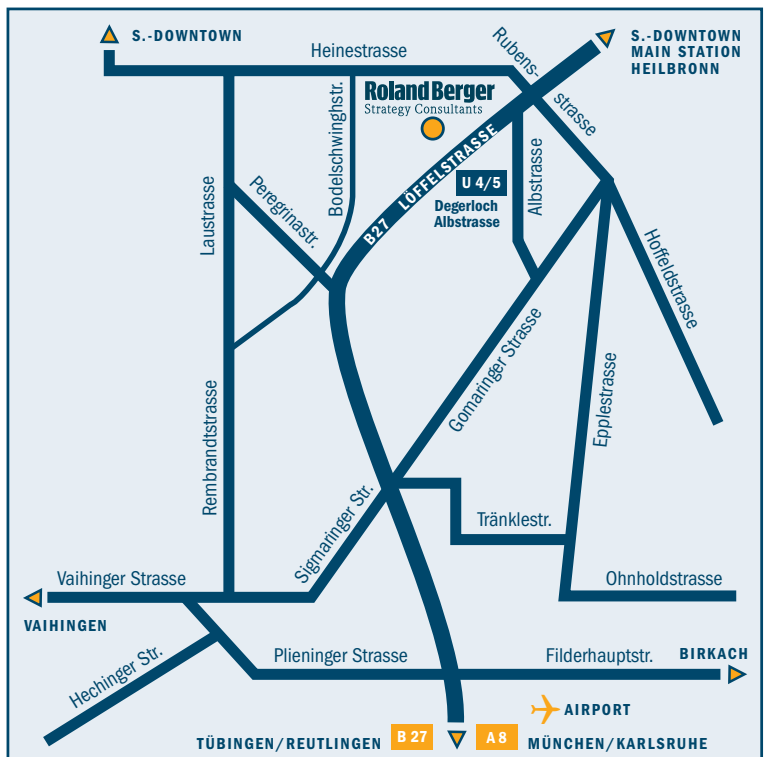 S.-DOWNTOWN
Heinestrasse
Rubens-
strasse
S.-DOWNTOWN
MAIN STATION
HEILBRONN
Roland Berger
Strategy Consultants
Bodelschwinghstr.
Laustrasse
Peregrinastr.
B27 LÖFFELSTRASSE
U 4/5
Degerloch
Albstrasse
Albstrasse
Hoffeldstrasse
Gomaringer Strasse
Epplestrasse
Rembrandtstrasse
Sigmaringer Str.
Tränklestr.
Vaihinger Strasse
Ohnholdstrasse
VAIHINGEN
Hechinger Str.
Plieninger Strasse
Filderhauptstr.
BIRKACH
AIRPORT
TÜBINGEN/REUTLINGEN
B 27
A 8
MÜNCHEN/KARLSRUHE